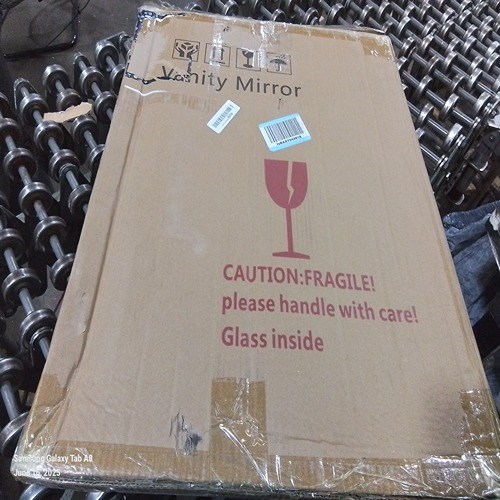 Vanity Mirror
CAUTION:FRAGILE!
please handle with care!
Glass inside
Samsung Galaxy Tab A8